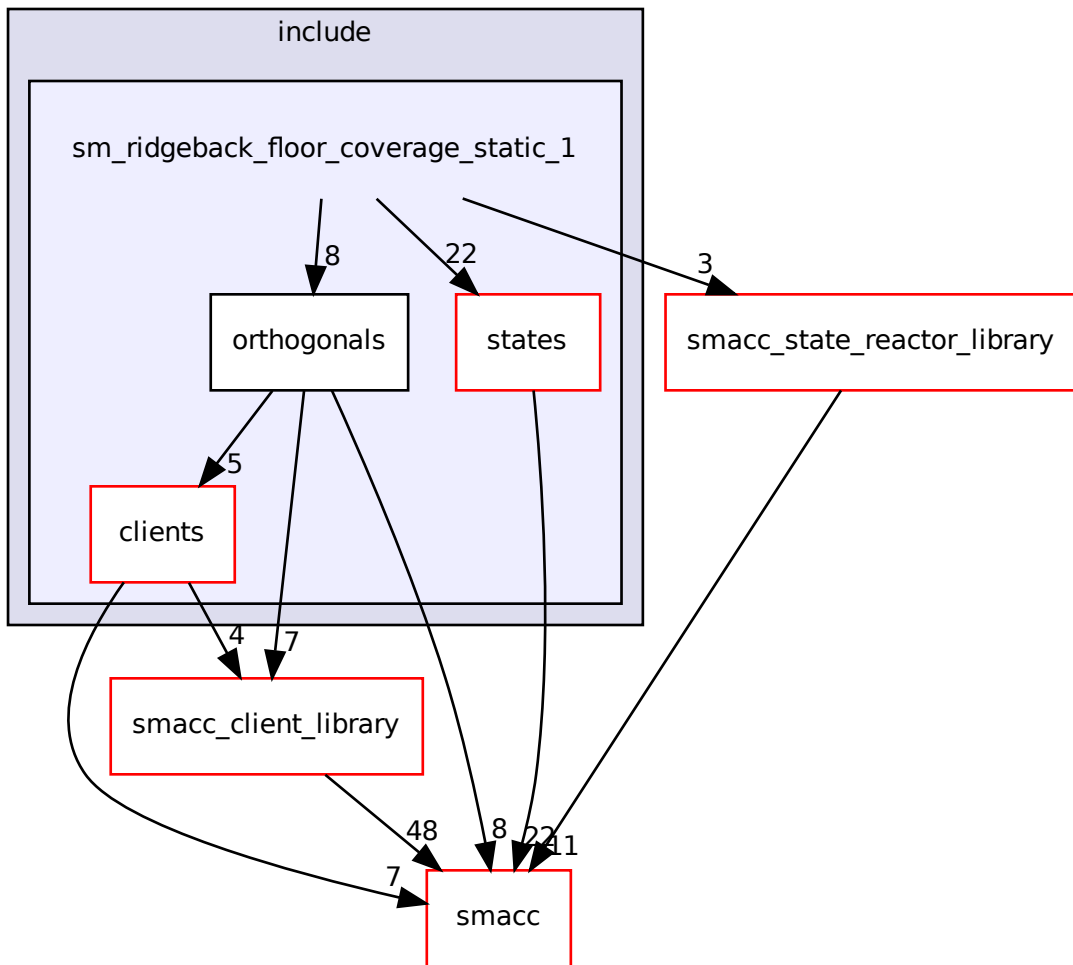 include
sm_ridgeback_floor_coverage_static_1
8
22
3
orthogonals
states
smacc_state_reactor_library
5
clients
4
7
smacc_client_library
48
8
22
11
7
smacc